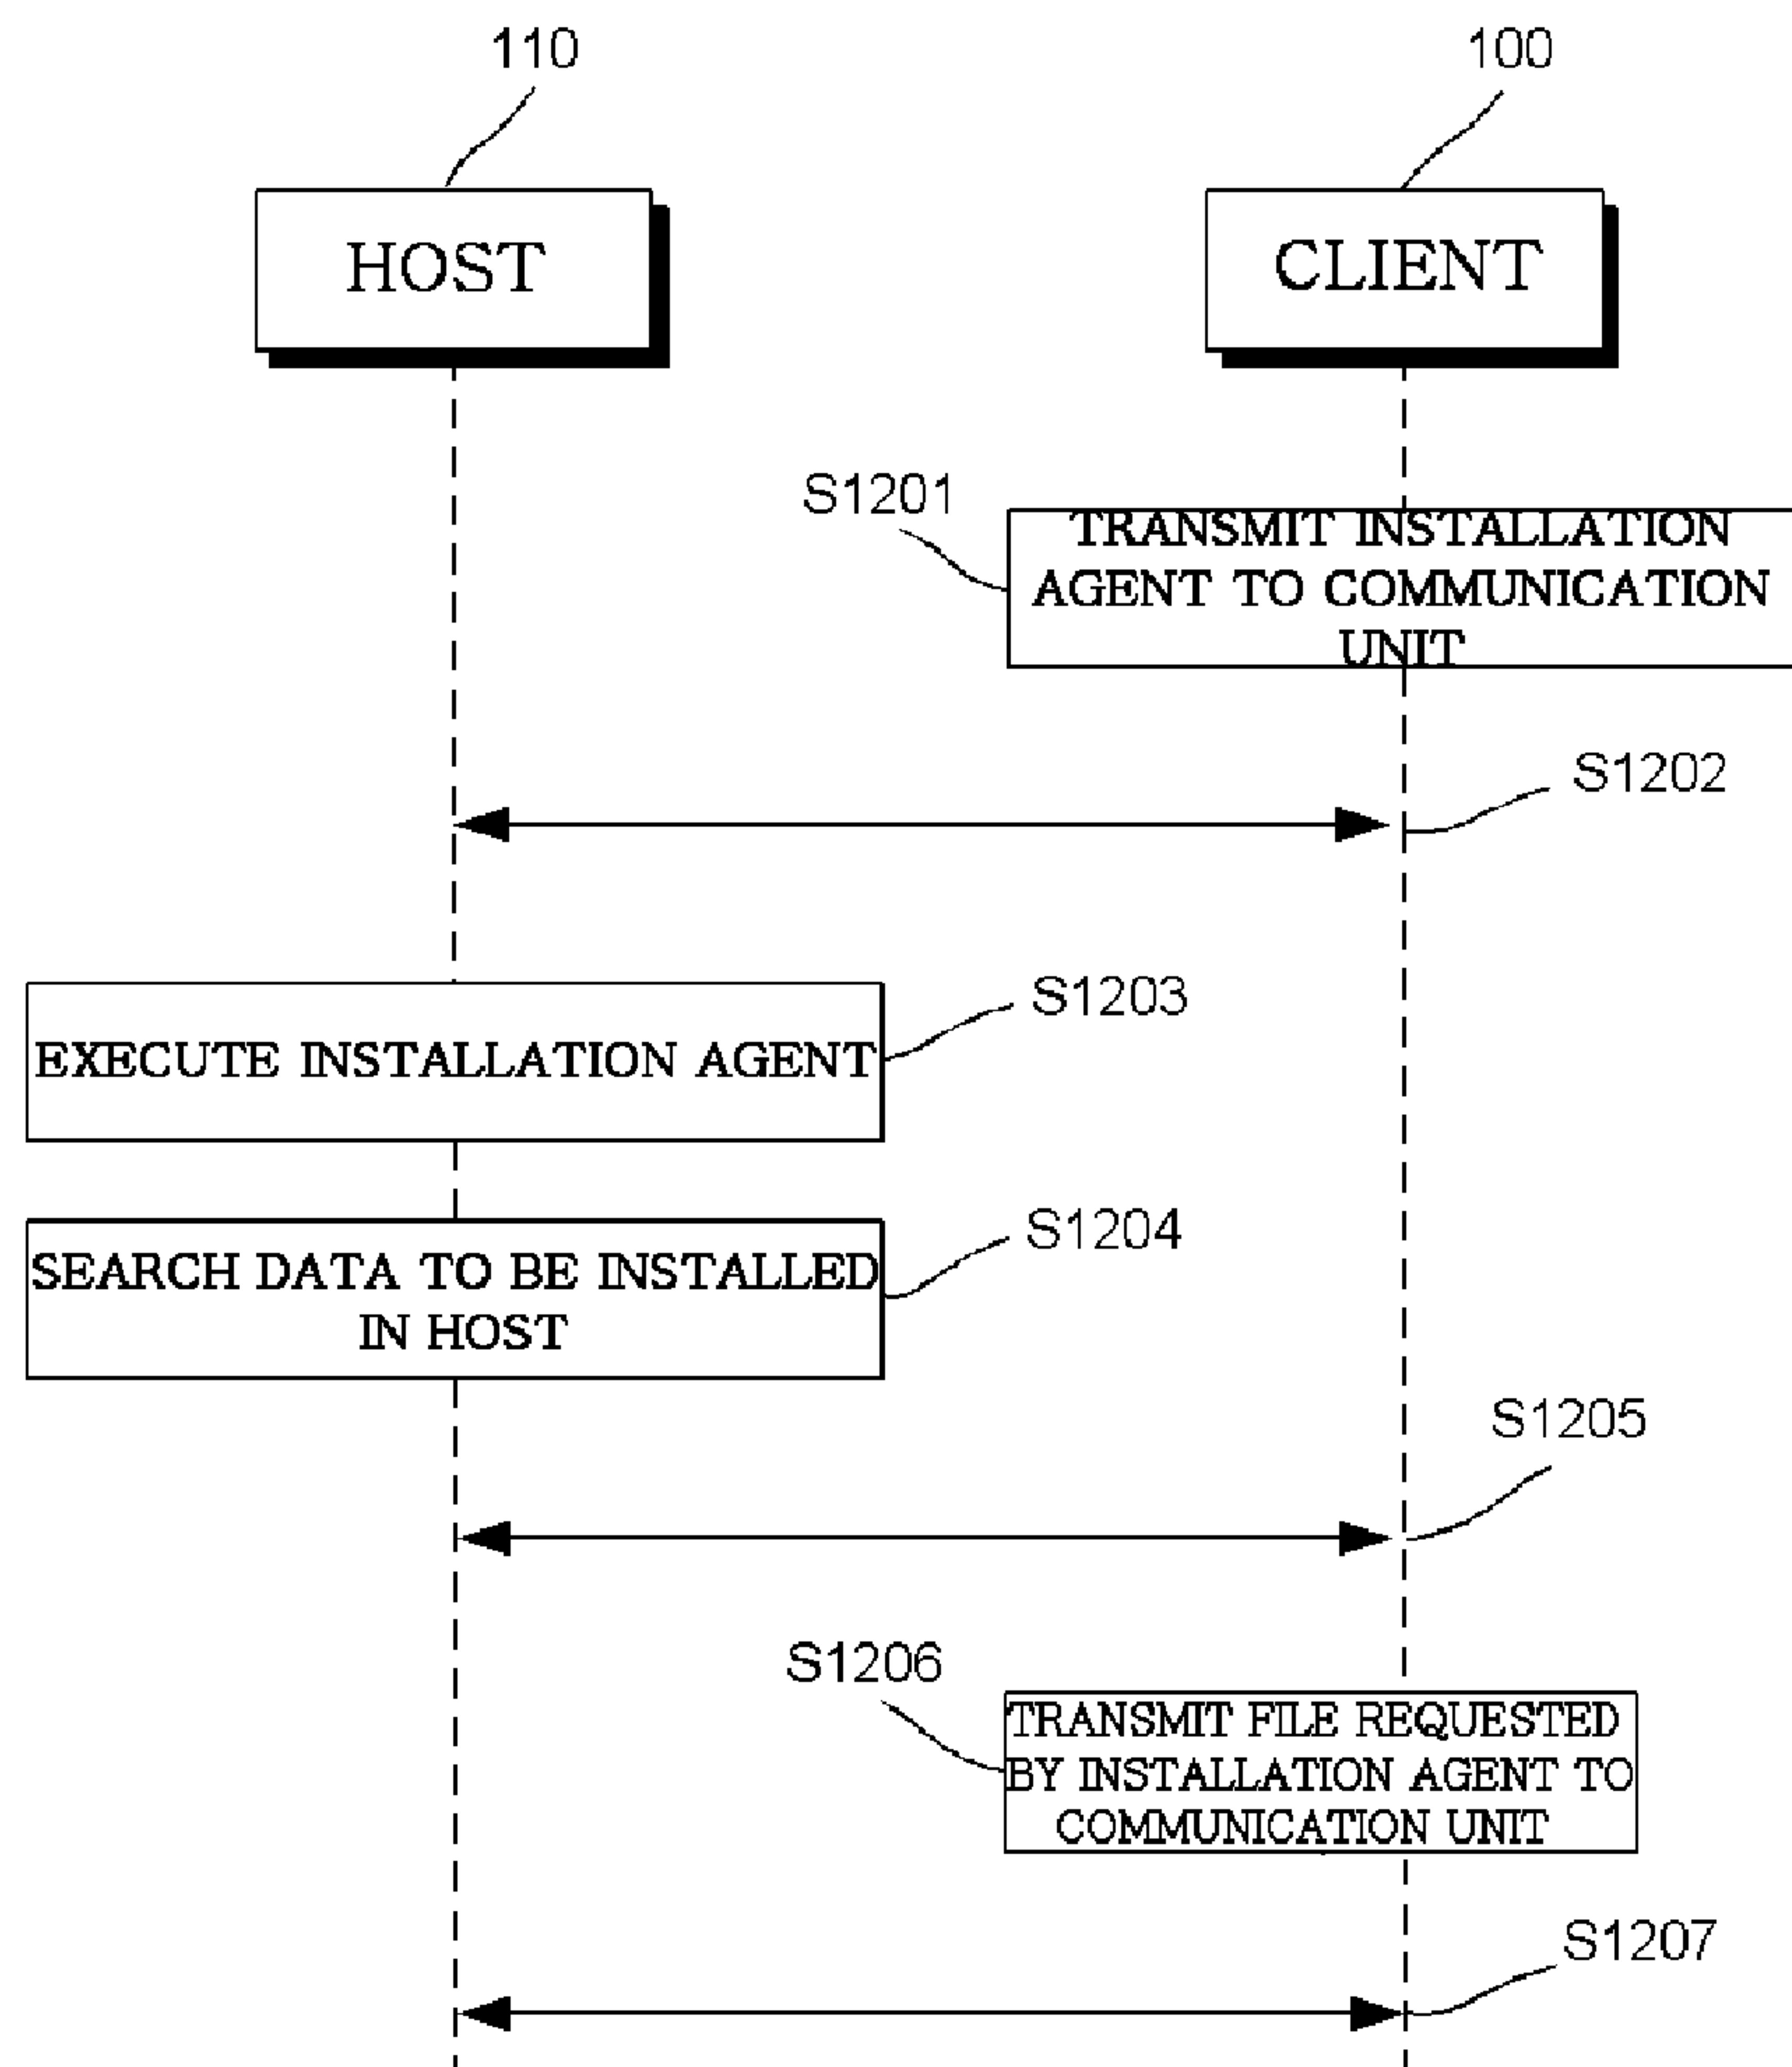 110
100
HOST
CLIENT
S1201
TRANSMIT INSTALLATION
AGENT TO COMMUNICATION
UNIT
S1202
S1203
EXECUTE INSTALLATION AGENT
S1204
SEARCH DATA TO BE INSTALLED
IN HOST
S1205
S1206
TRANSMIT FILE REQUESTED
BY INSTALLATION AGENT TO
COMMUNICATION UNIT
S1207